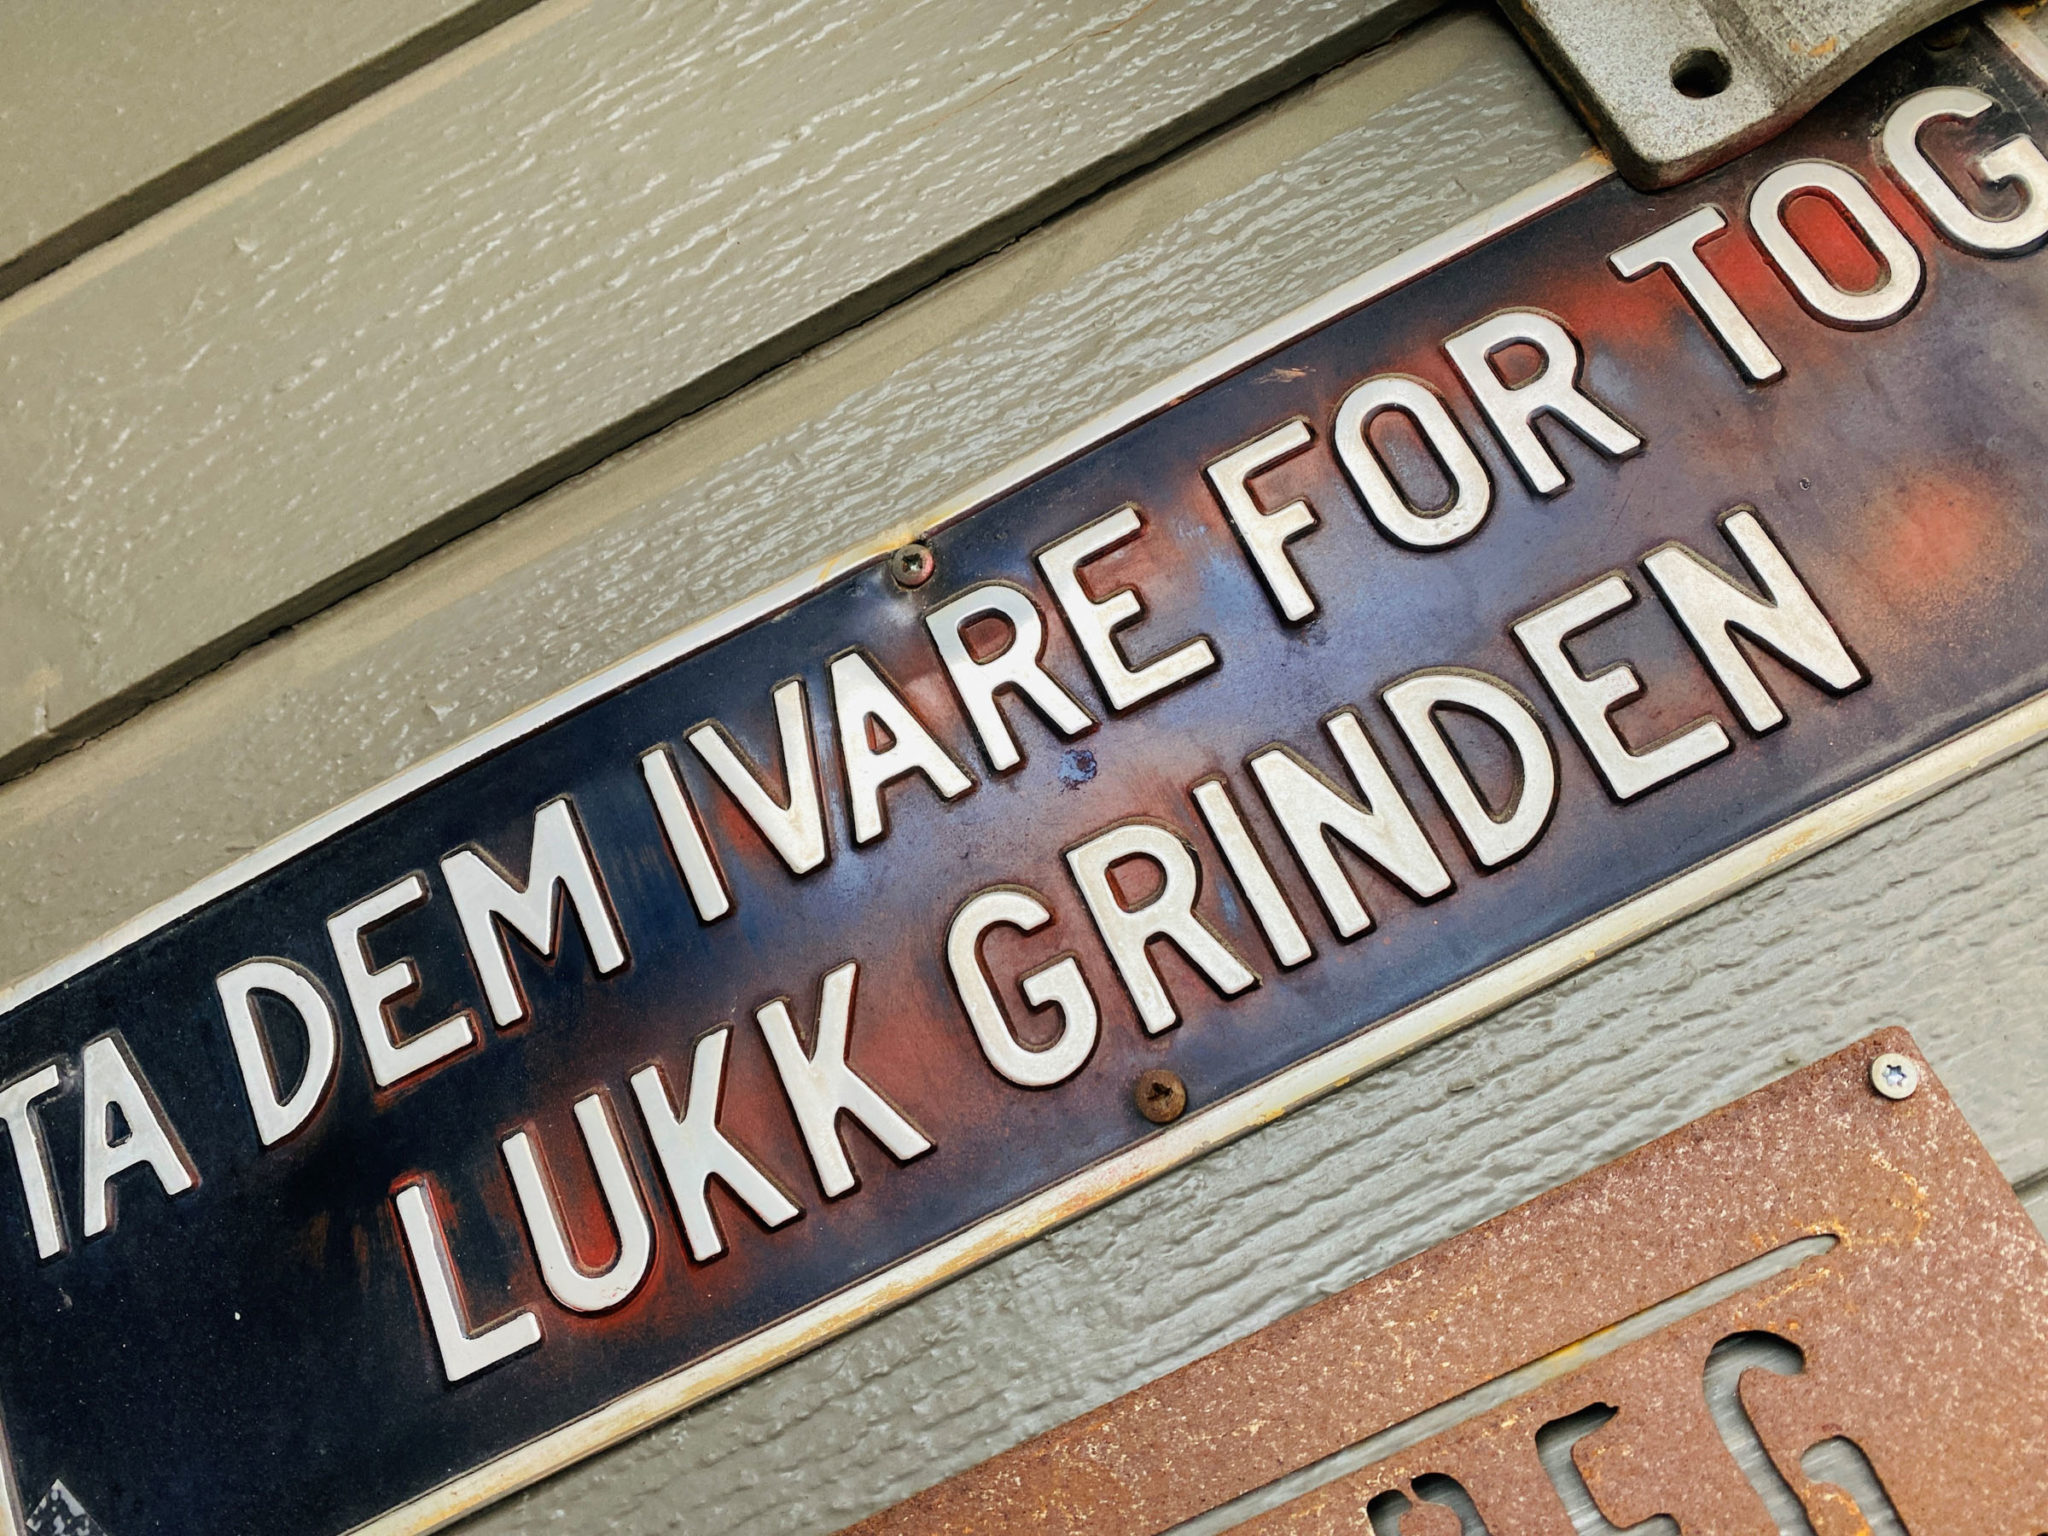 TA DEM IVARE FOR TOG
LUKK GRINDEN